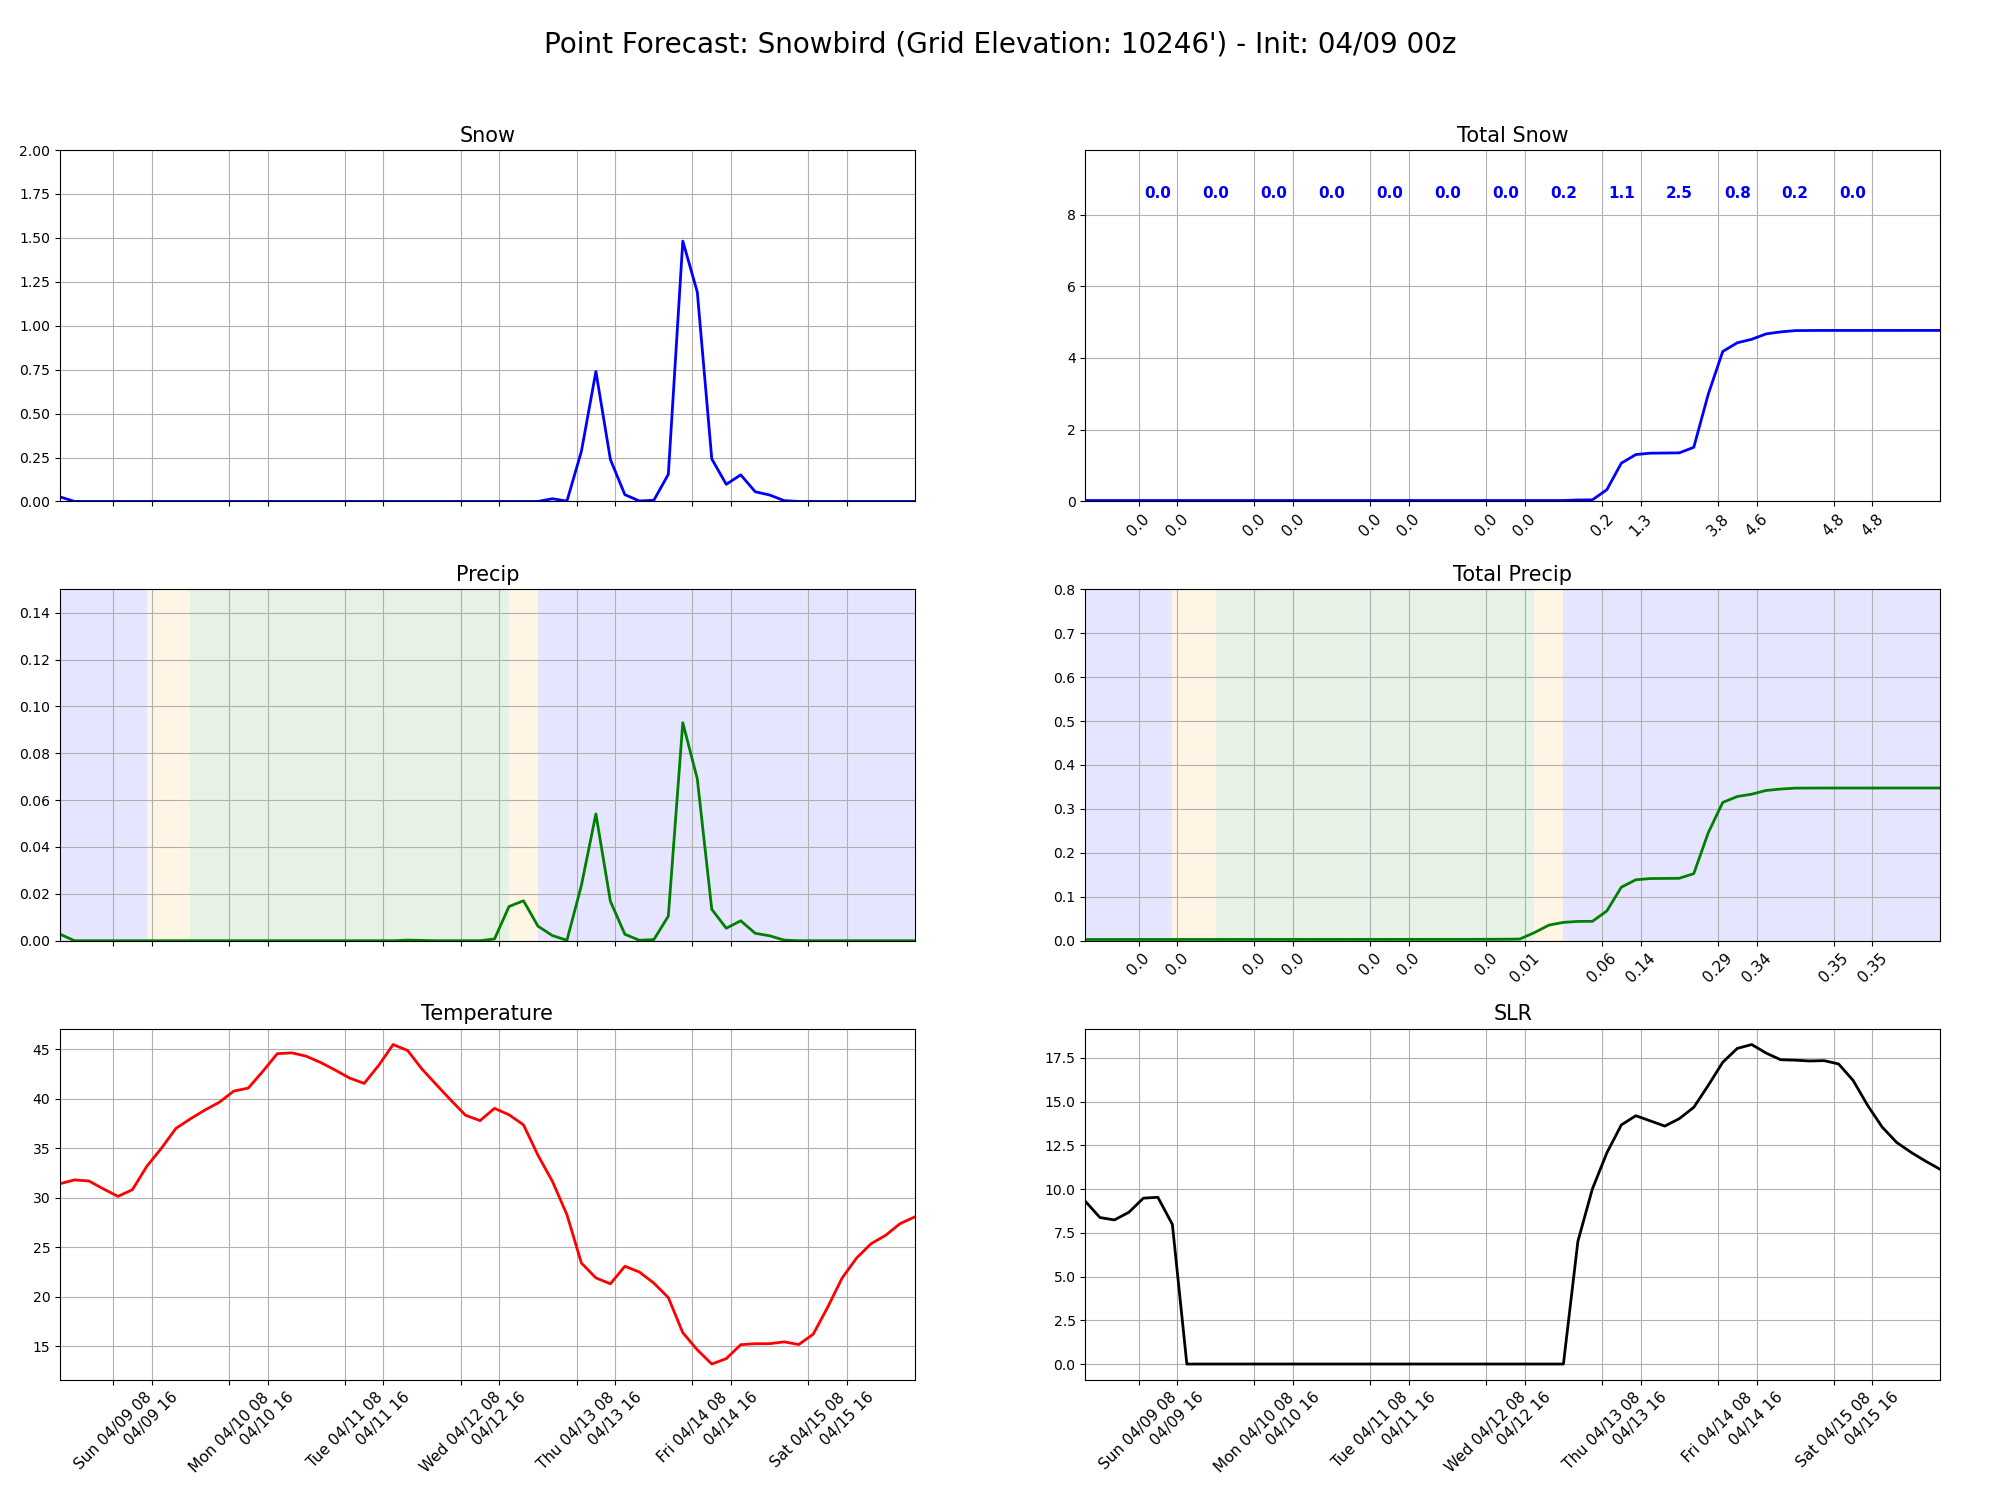 Point Forecast: Snowbird (Grid Elevation: 10246') - Init: 04/09 00z
Snow
2.00
1.75
1.50
1.25
1.00
0.75
0.50
0.25
0.00
Total Snow
0.0 0.0 0.0 0.0 0.0 0.0 0.0 0.2 1.1 2.5 0.8 0.2 0.0
8
6
4
2
0
0.0 0.0 0.0 0.0 0.0 0.0 0.0 0.0 0.2 1.3 3.8 4.6 4.8 4.8
Precip
0.14
0.12
0.10
0.08
0.06
0.04
0.02
0.00
Total Precip
0.8
0.7
0.6
0.5
0.4
0.3
0.2
0.1
0.0
0.0 0.0 0.0 0.0 0.0 0.0 0.0 0.01 0.06 0.14 0.29 0.34 0.35 0.35
Temperature
45
40
35
30
25
20
15
Sun 04/09 08
04/09 16
Mon 04/10 08
04/10 16
Tue 04/11 08
04/11 16
Wed 04/12 08
04/12 16
Thu 04/13 08
04/13 16
Fri 04/14 08
04/14 16
Sat 04/15 08
04/15 16
SLR
17.5
15.0
12.5
10.0
7.5
5.0
2.5
0.0
Sun 04/09 08
04/09 16
Mon 04/10 08
04/10 16
Tue 04/11 08
04/11 16
Wed 04/12 08
04/12 16
Thu 04/13 08
04/13 16
Fri 04/14 08
04/14 16
Sat 04/15 08
04/15 16